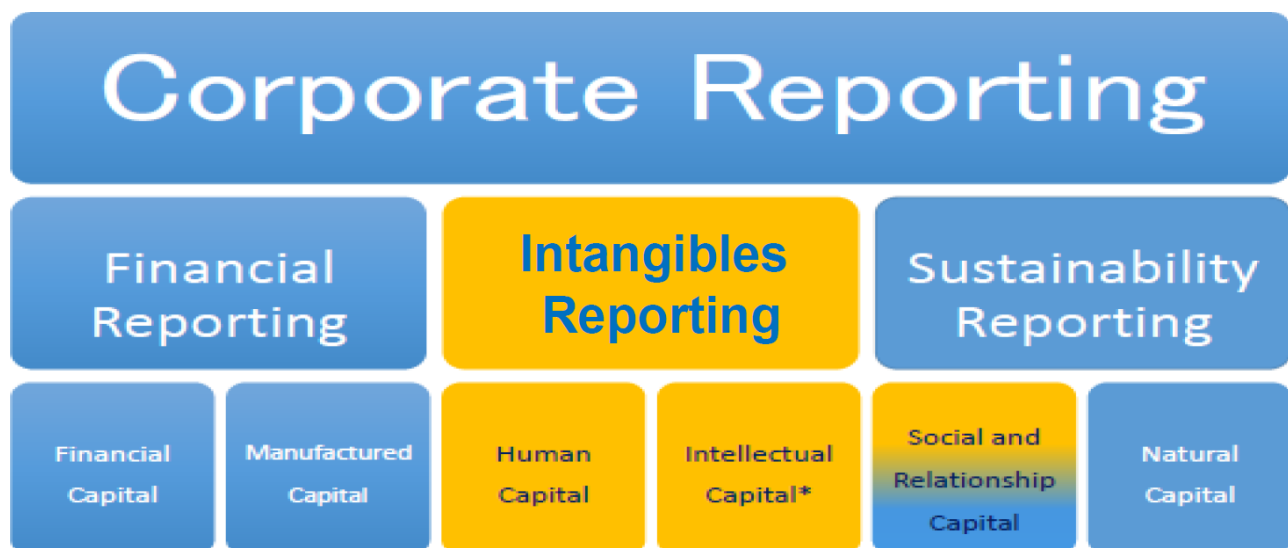 Corporate Reporting
Financial
Reporting
Intangibles
Reporting
Sustainability
Reporting
Financial
Capital
Manufactured
Capital
Human
Capital
Intellectual
Capital*
Social and
Relationship
Capital
Natural
Capital